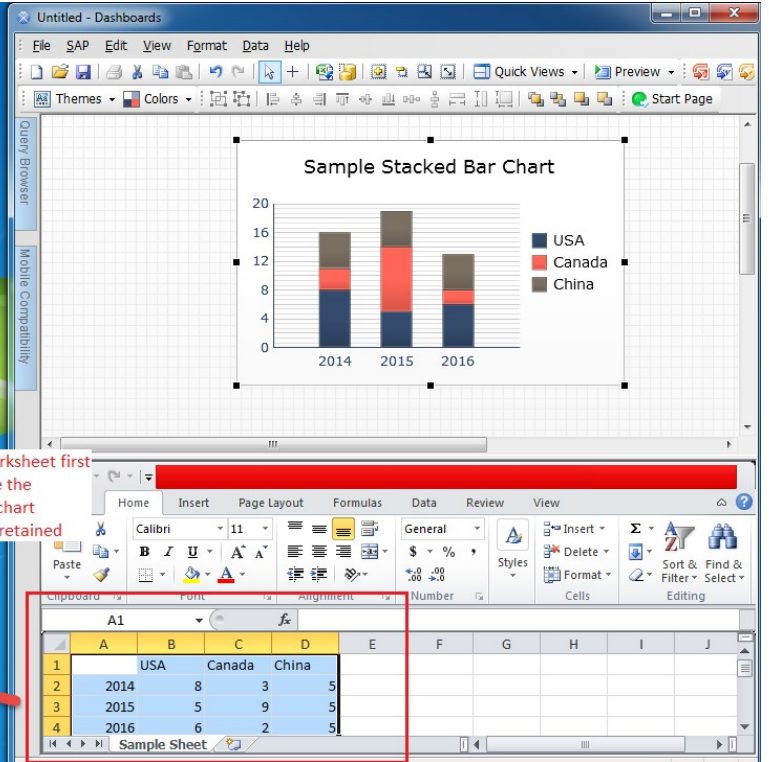 Untitled - Dashboards
File SAP Edit View Format Data Help
Quick Views Preview
Themes Colors Start Page
Query Browser
Mobile Compatibility
Sample Stacked Bar Chart
20
16
12
8
4
0
2014 2015 2016
USA
Canada
China
rksheet first
e the
chart
retained
Home Insert Page Layout Formulas Data Review View
Calibri 11 General
B I U A A $ % ,
Paste Styles
Insert
Delete
Format
Sort & Filter
Find & Select
Clipboard Font Alignment Number Cells Editing
A1 fx
A B C D E F G H I J
1 USA Canada China
2 2014 8 3 5
3 2015 5 9 5
4 2016 6 2 5
Sample Sheet